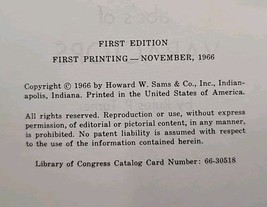 FIRST EDITION
FIRST PRINTING — NOVEMBER, 1966
Copyright © 1966 by Howard W. Sams & Co., Inc., Indian-
apolis, Indiana. Printed in the United States of America.
All rights reserved. Reproduction or use, without express
permission, of editorial or pictorial content, in any manner,
is prohibited. No patent liability is assumed with respect
to the use of the information contained herein.
Library of Congress Catalog Card Number: 66-30518